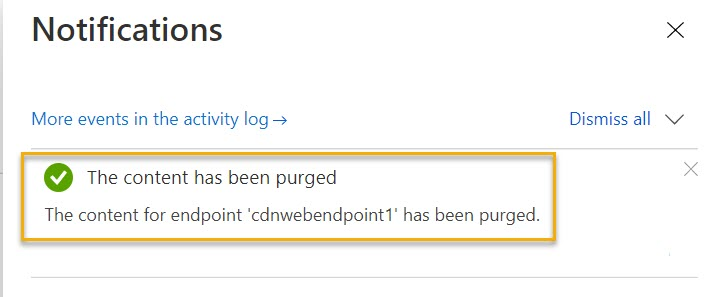 Notifications
More events in the activity log → Dismiss all
The content has been purged
The content for endpoint 'cdnwebendpoint1' has been purged.